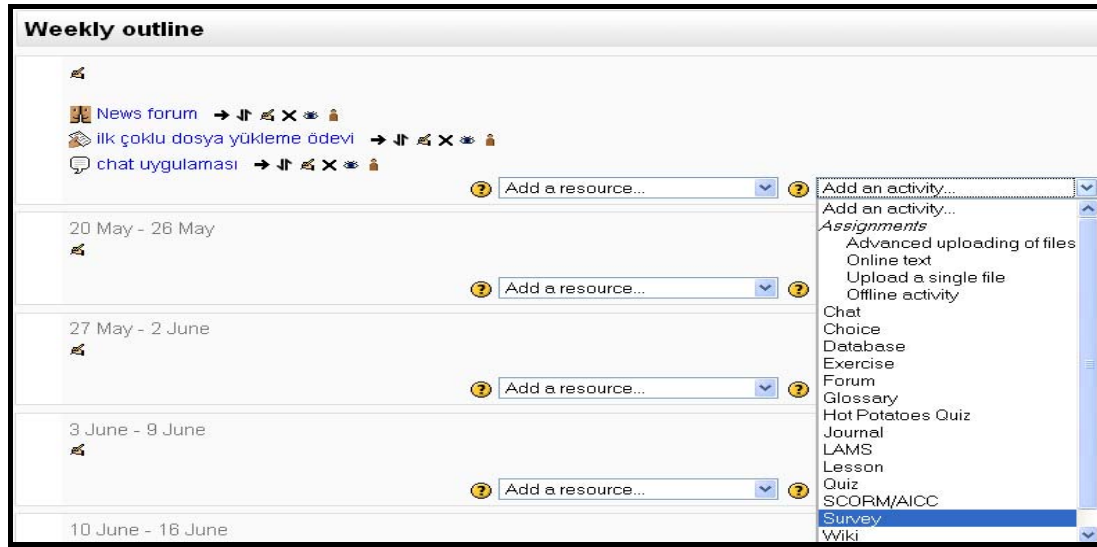 Weekly outline
News forum
ilk çoklu dosya yükleme ödevi
chat uygulaması
? Add a resource... ? Add an activity...
Add an activity...
Assignments
Advanced uploading of files
Online text
Upload a single file
Offline activity
Chat
Choice
Database
Exercise
Forum
Glossary
Hot Potatoes Quiz
Journal
LAMS
Lesson
Quiz
SCORM/AICC
Survey
Wiki
20 May - 26 May
? Add a resource... ?
27 May - 2 June
? Add a resource... ?
3 June - 9 June
? Add a resource... ?
10 June - 16 June